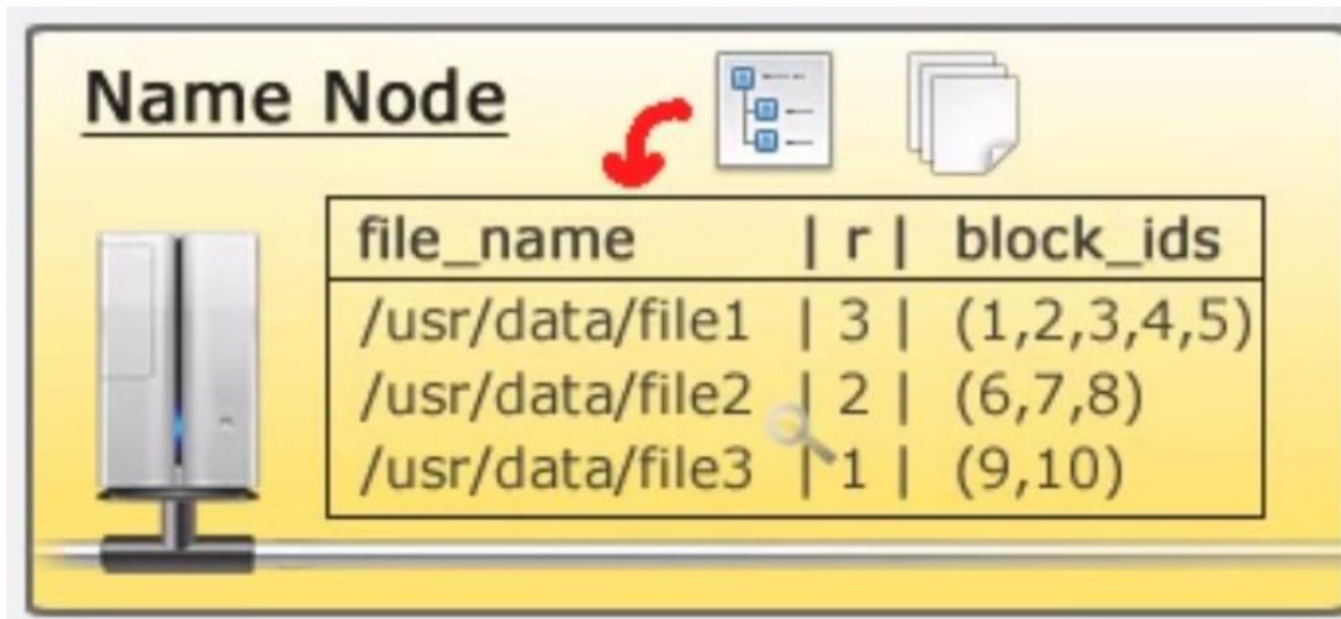 Name Node
file_name | r | block_ids
/usr/data/file1 | 3 | (1,2,3,4,5)
/usr/data/file2 | 2 | (6,7,8)
/usr/data/file3 | 1 | (9,10)